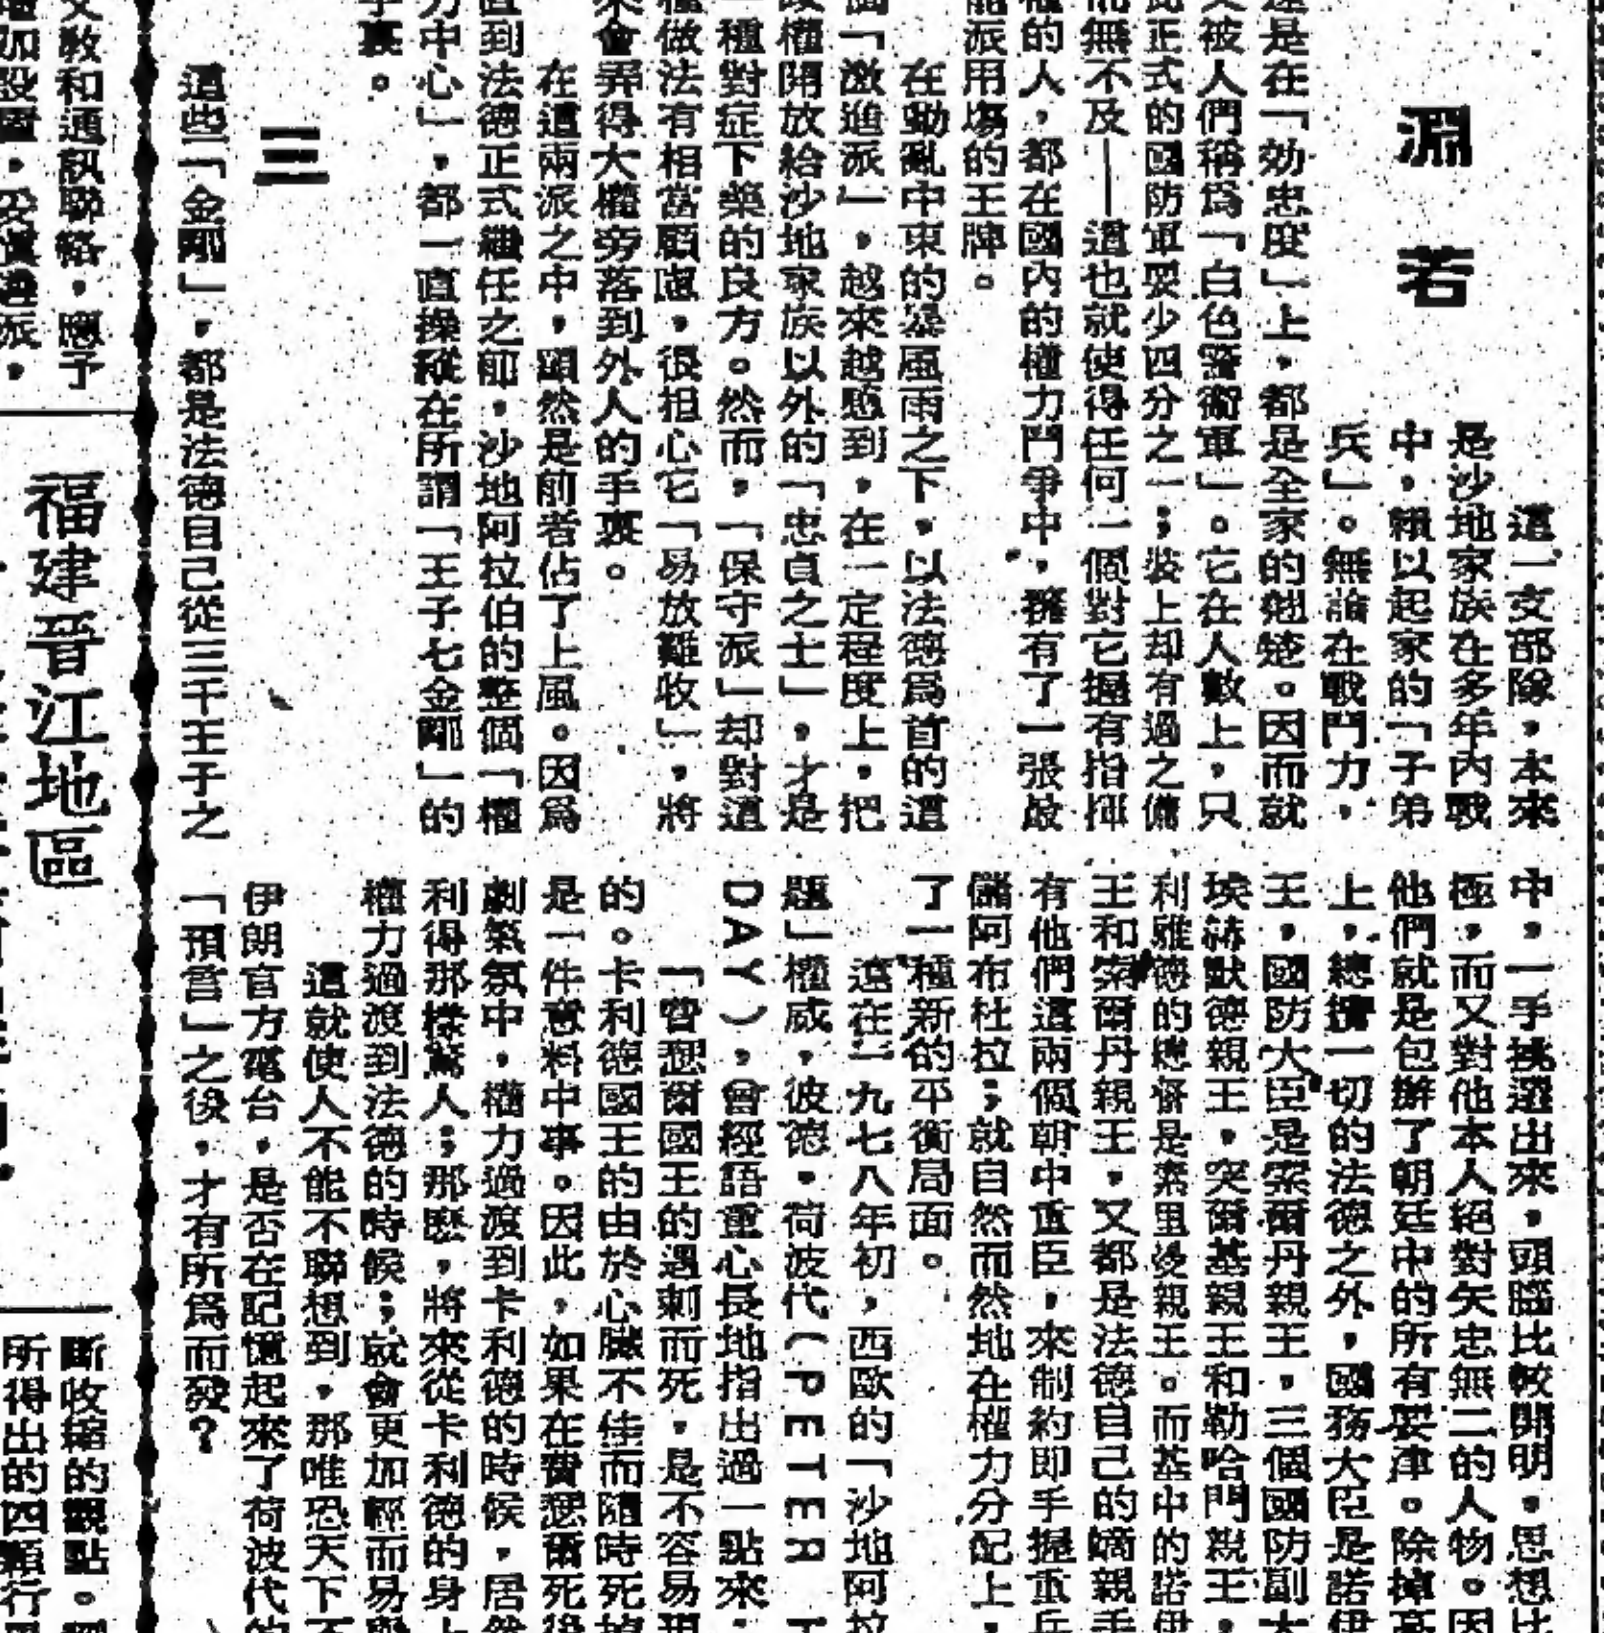 淵若
這一支部隊，本來
是沙地家族在多年內戰
中，賴以起家的「子弟
兵」。無論在戰鬥力，
是在「効忠度」上，都是全家的翹楚。因而就
被人們稱爲「白色警衞軍」。它在人數上，只
正式的國防軍要少四分之一；裝上却有過之備
無不及——這也就使得任何一個對它握有指揮
的人，都在國內的權力鬥爭中，擁有了一張最
派用塲的王牌。
在動亂中東的暴風雨之下，以法德爲首的這
「激進派」，越來越感到，在一定程度上，把
權開放給沙地家族以外的「忠貞之士」，才是
種對症下藥的良方。然而，「保守派」却對這
做法有相當顧慮，很担心它「易放難收」，將
會弄得大權旁落到外人的手裏。
在這兩派之中，顯然是前者佔了上風。因爲
到法德正式繼任之前，沙地阿拉伯的整個「權
力中心」，都一直操縱在所謂「王子七金剛」的
手裏。
三
這些「金剛」，都是法德自己從三千王子之
中，一手挑選出來，頭腦比較開明，思想比
極，而又對他本人絕對矢忠無二的人物。因
他們就是包辦了朝廷中的所有要津。除掉高
上，總攬一切的法德之外，國務大臣是諾伊
王，國防大臣是索爾丹親王，三個國防副大
埃赫默德親王，突爾基親王和勒哈門親王，
利雅德的總督是素里曼親王。而其中的諾伊
王和索爾丹親王，又都是法德自己的嫡親手
有他們這兩個朝中重臣，來制約即手握重兵
儲阿布杜拉；就自然而然地在權力分配上，
了一種新的平衡局面。
遠在一九七八年初，西歐的「沙地阿拉
題」權威，彼德·荷波代（PETER
DAY），曾經語重心長地指出過一點來：
「費瑟爾國王的遇刺而死，是不容易
的。卡利德國王的由於心臟不佳而隨時死掉
是一件意料中事。因此，如果在費瑟爾死後
劇氣氛中，權力過渡到卡利德的時候，居然
利得那樣驚人；那麽，將來從卡利德的身上
權力過渡到法德的時候；就會更加輕而易
這就使人不能不聯想到，那唯恐天下不
伊朗官方電台，是否在記憶起來了荷波代的
「預言」之後，才有所爲而發？
文敎和通訊聯絡，應予
增加設置，
福建晉江地區
斷收縮的觀點。
所得出的四類行